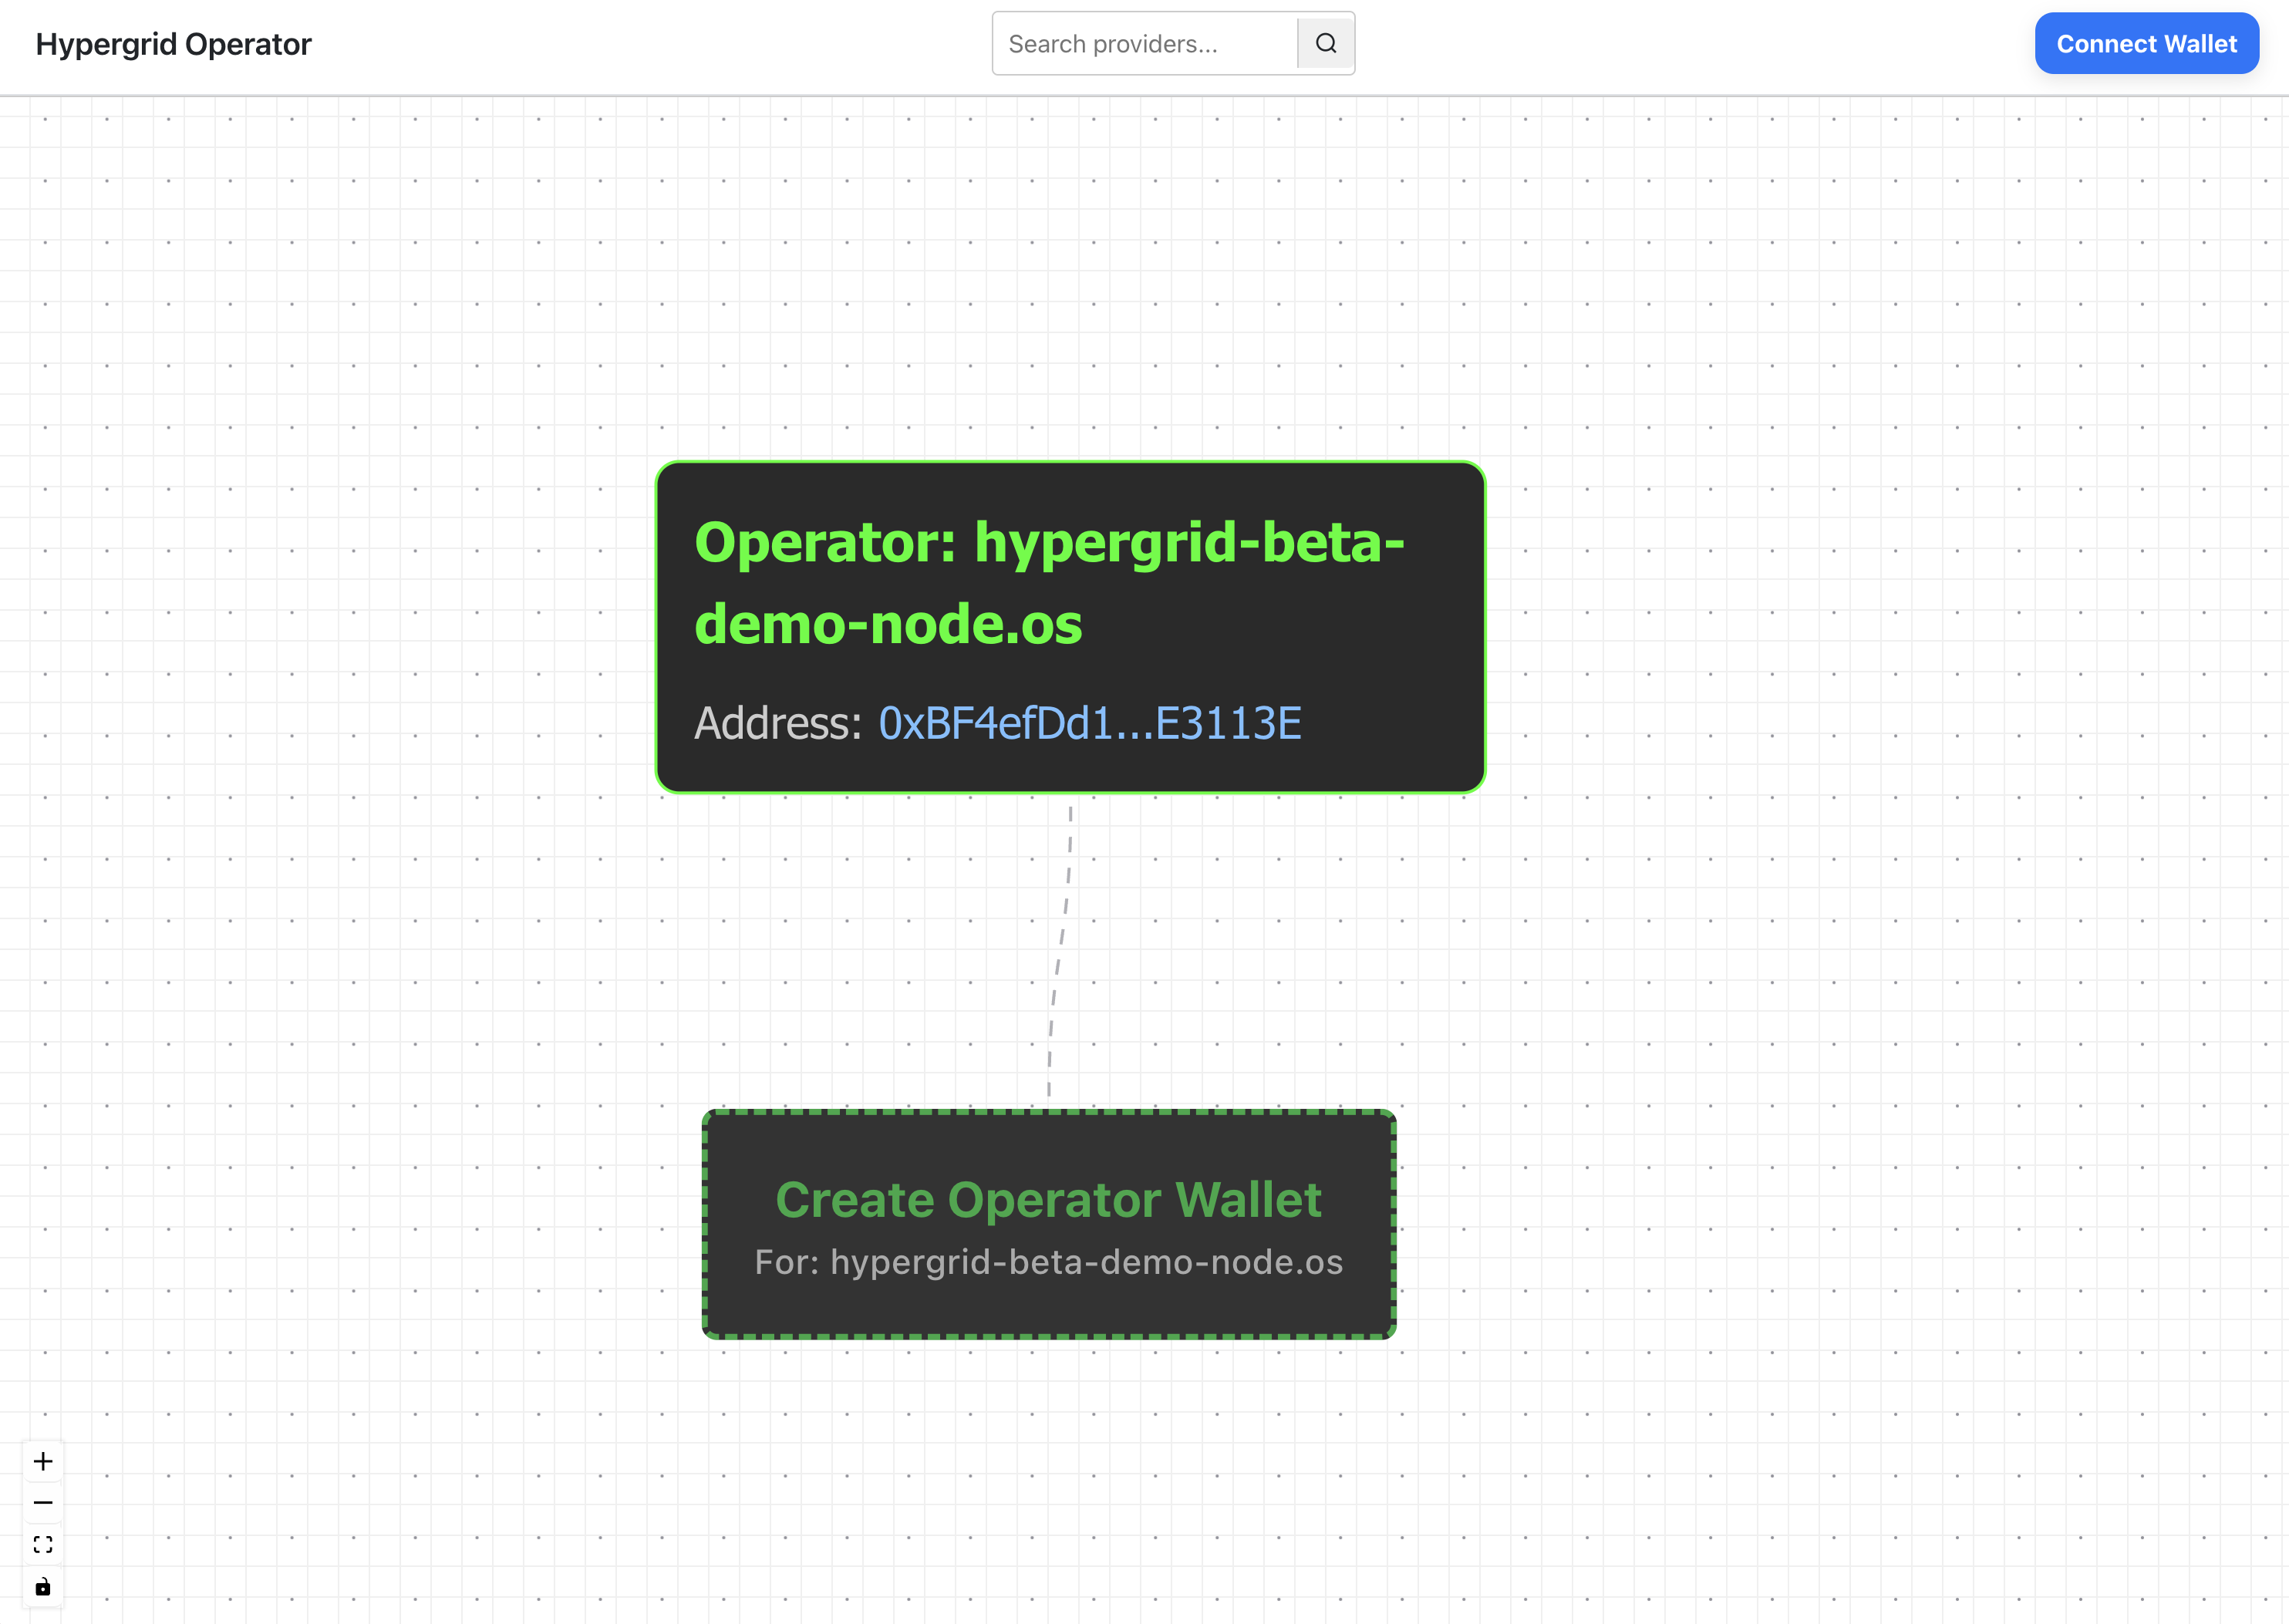 Hypergrid Operator
Search providers...
Connect Wallet
Operator: hypergrid-beta-
demo-node.os
Address: 0xBF4efDd1...E3113E
Create Operator Wallet
For: hypergrid-beta-demo-node.os